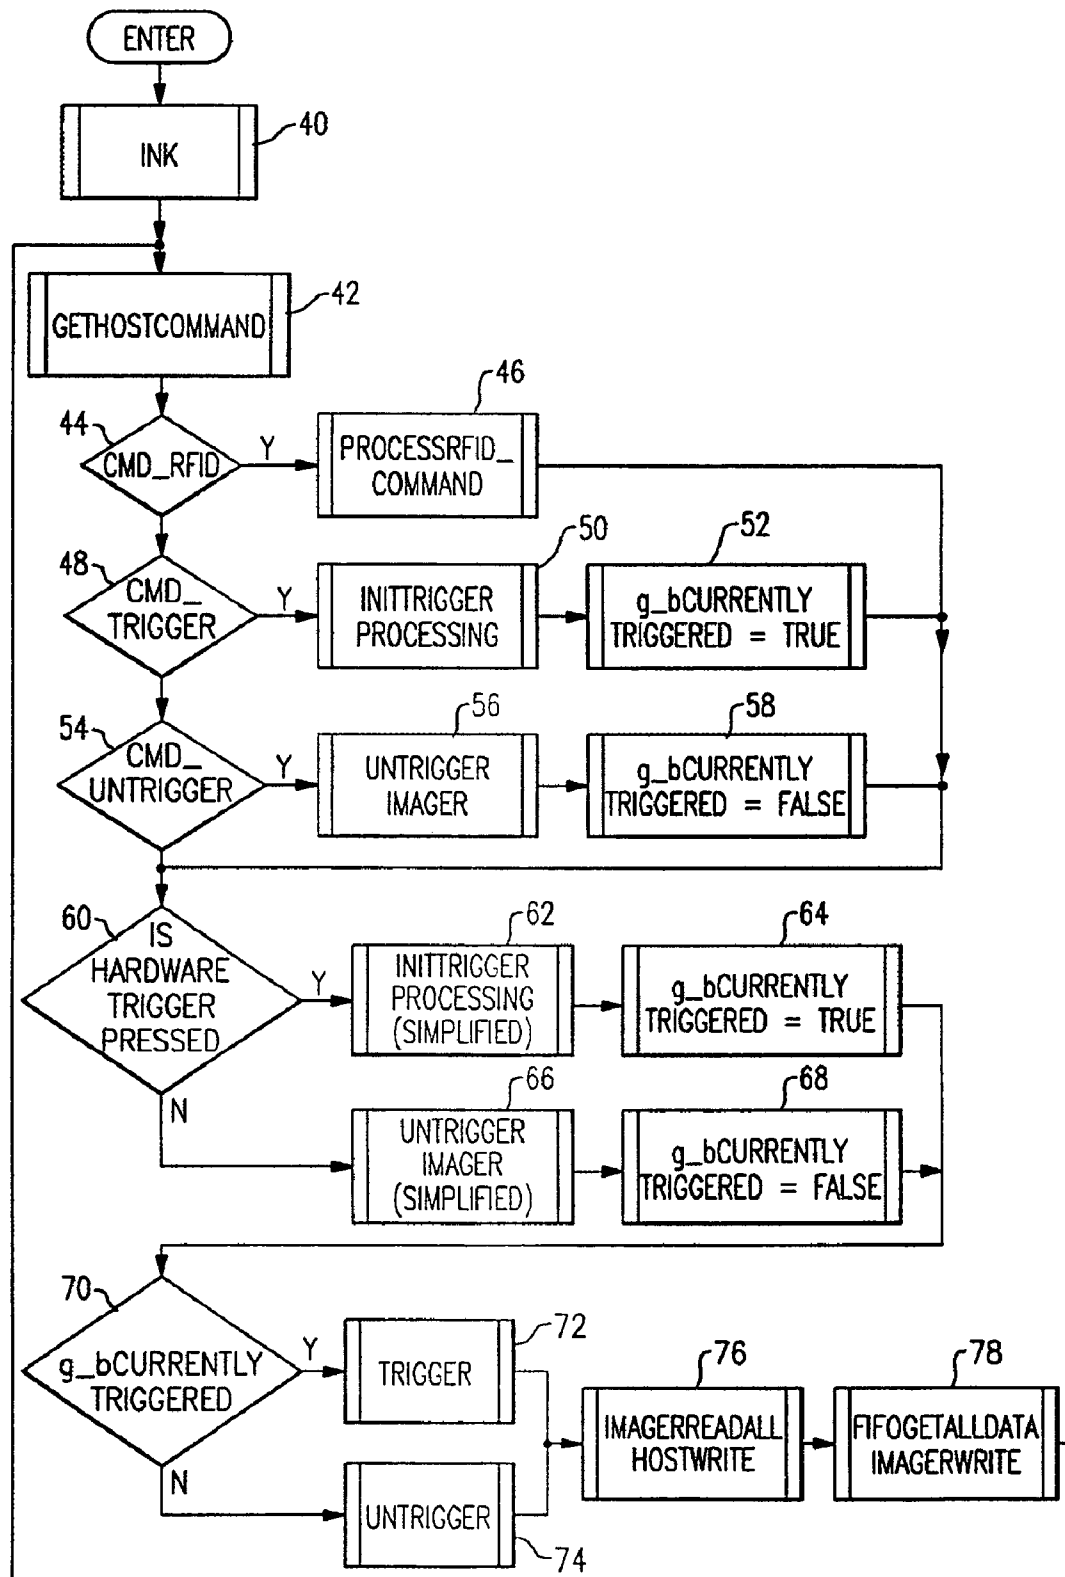 ENTER
INK
40
GETHOSTCOMMAND
42
44
CMD_RFID
Y
PROCESSRFID_
COMMAND
46
48
CMD_
TRIGGER
Y
INITTRIGGER
PROCESSING
50
g_bCURRENTLY
TRIGGERED = TRUE
52
54
CMD_
UNTRIGGER
Y
UNTRIGGER
IMAGER
56
g_bCURRENTLY
TRIGGERED = FALSE
58
60
IS
HARDWARE
TRIGGER
PRESSED
Y
N
INITTRIGGER
PROCESSING
(SIMPLIFIED)
62
g_bCURRENTLY
TRIGGERED = TRUE
64
UNTRIGGER
IMAGER
(SIMPLIFIED)
66
g_bCURRENTLY
TRIGGERED = FALSE
68
70
g_bCURRENTLY
TRIGGERED
Y
N
TRIGGER
72
UNTRIGGER
74
IMAGERREADALL
HOSTWRITE
76
FIFOGETALLDATA
IMAGERWRITE
78